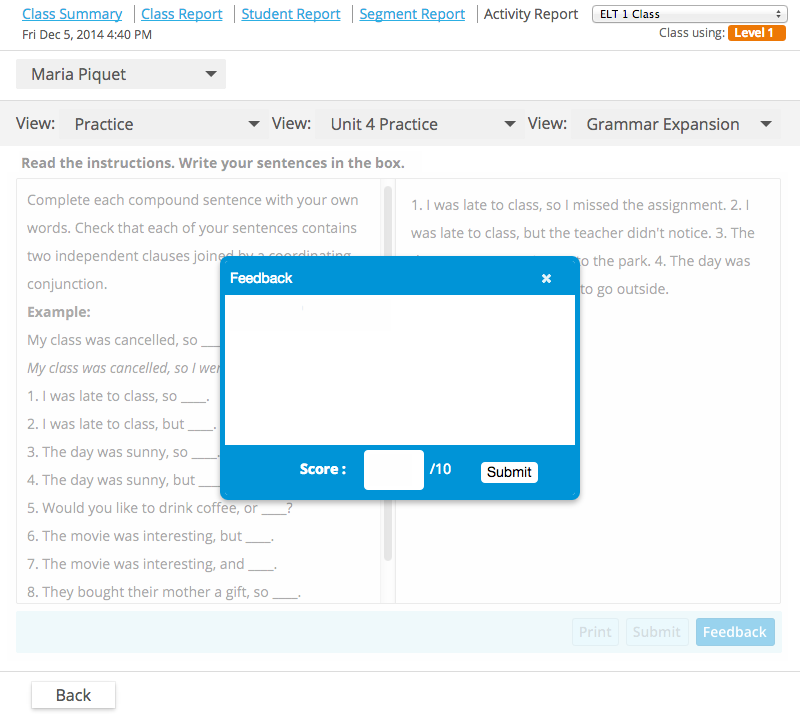 Class Summary Class Report Student Report Segment Report Activity Report ELT 1 Class
Fri Dec 5, 2014 4:40 PM Class using: Level 1
Maria Piquet
View: Practice View: Unit 4 Practice View: Grammar Expansion
Read the instructions. Write your sentences in the box.
Complete each compound sentence with your own
words. Check that each of your sentences contains
two independent clauses joined by a coordinating
conjunction.
Example:
My class was cancelled, so ___
My class was cancelled, so I wer
1. I was late to class, so ____.
2. I was late to class, but ____.
3. The day was sunny, so ____.
4. The day was sunny, but ____
5. Would you like to drink coffee, or ____?
6. The movie was interesting, but ____.
7. The movie was interesting, and ____.
8. They bought their mother a gift, so ____.
1. I was late to class, so I missed the assignment. 2. I
was late to class, but the teacher didn't notice. 3. The
to the park. 4. The day was
to go outside.
Feedback ×
Score : /10 Submit
Print Submit Feedback
Back